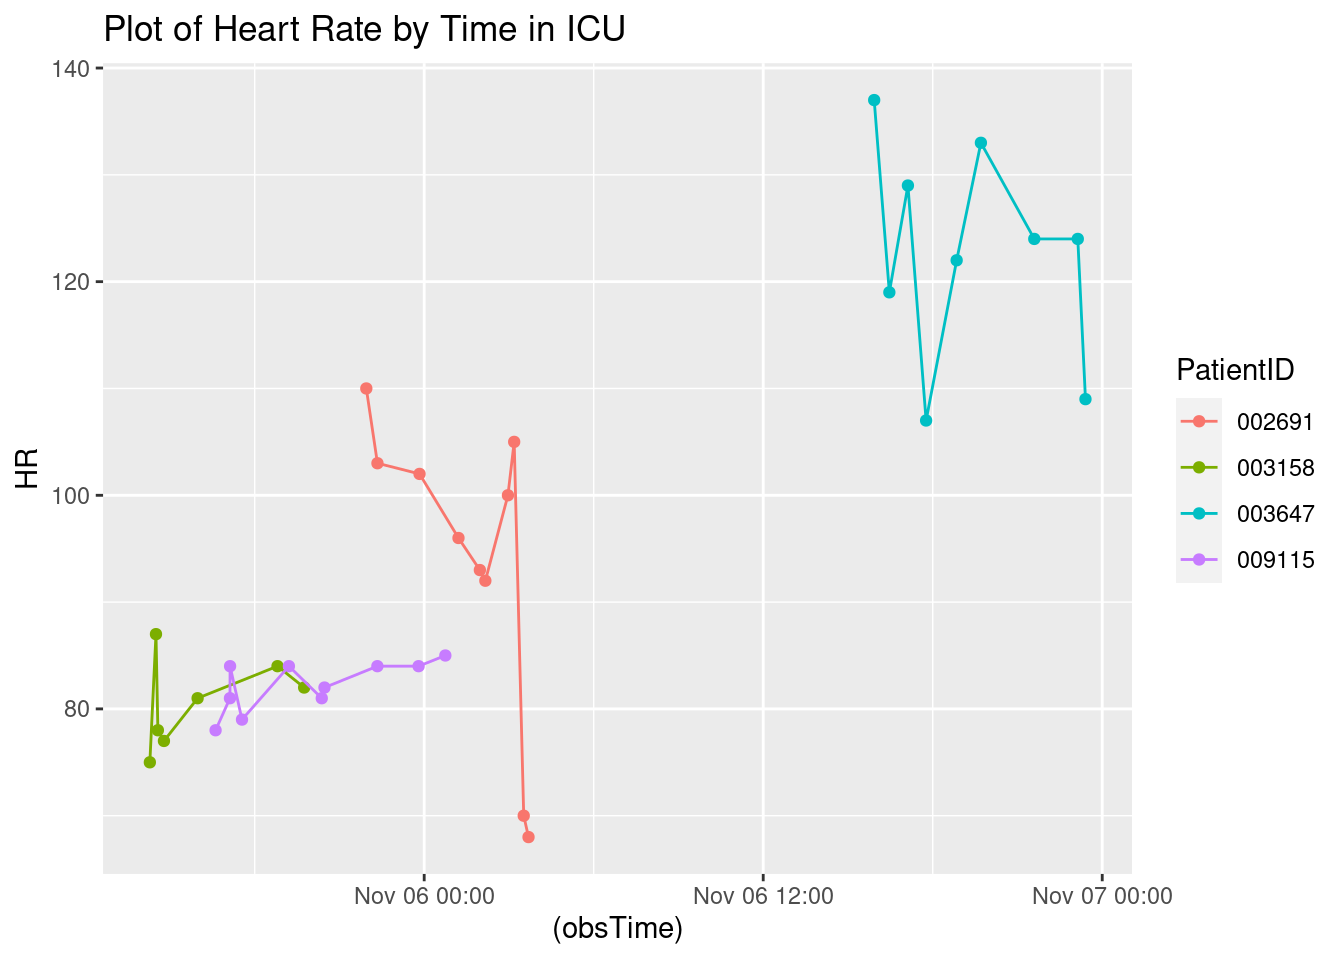 Plot of Heart Rate by Time in ICU
140
120
100
80
HR
Nov 06 00:00
Nov 06 12:00
Nov 07 00:00
(obsTime)
PatientID
002691
003158
003647
009115